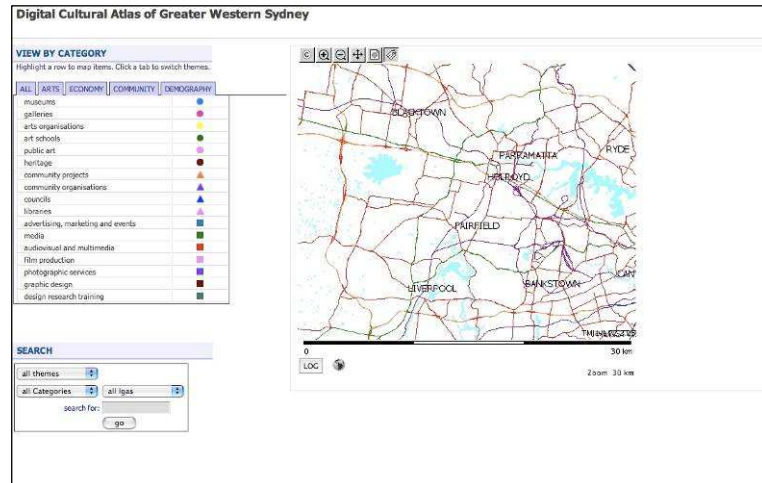 Digital Cultural Atlas of Greater Western Sydney
VIEW BY CATEGORY
Highlight a row to map items. Click a tab to switch themes.
ALL ARTS ECONOMY COMMUNITY DEMOGRAPHY
museums
galleries
arts organisations
art schools
public art
heritage
community projects
community organisations
councils
libraries
advertising, marketing and events
media
audiovisual and multimedia
film production
photographic services
graphic design
design research training
SEARCH
all themes
all Categories all lgas
search for:
go
BLACKTOWN
PARRAMATTA
RYDE
HOLROYD
FAIRFIELD
LIVERPOOL
BANKSTOWN
0 30 km
LOG
Zoom 30 km